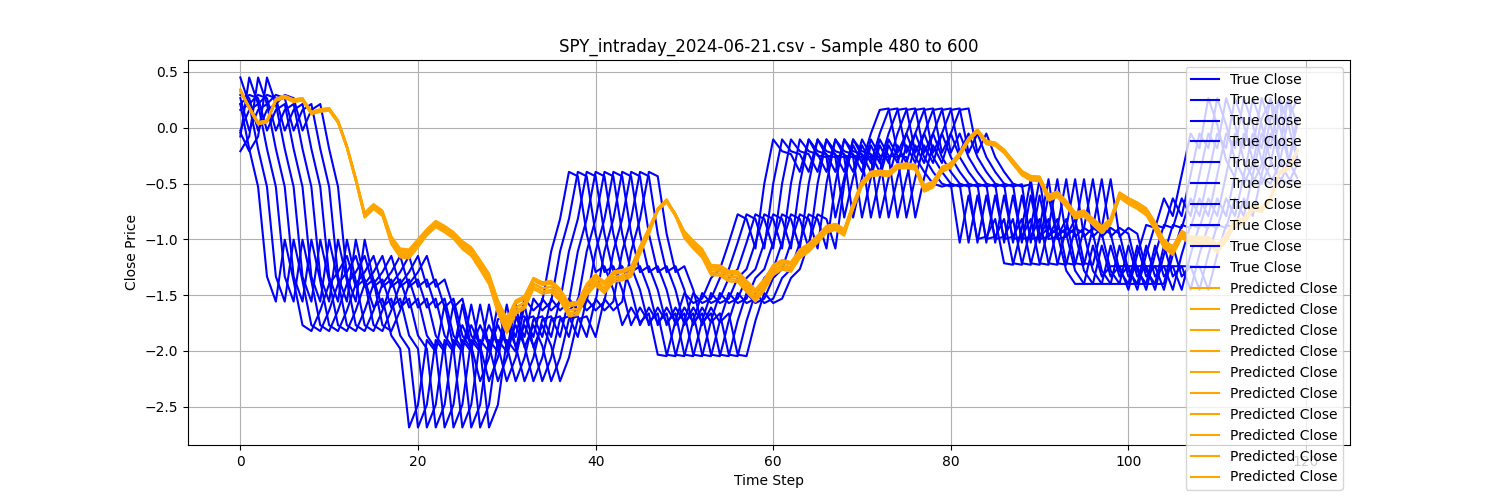 SPY_intraday_2024-06-21.csv - Sample 480 to 600
Close Price
0.5
0.0
−0.5
−1.0
−1.5
−2.0
−2.5
0
20
40
60
80
100
120
Time Step
True Close
True Close
True Close
True Close
True Close
True Close
True Close
True Close
True Close
True Close
Predicted Close
Predicted Close
Predicted Close
Predicted Close
Predicted Close
Predicted Close
Predicted Close
Predicted Close
Predicted Close
Predicted Close